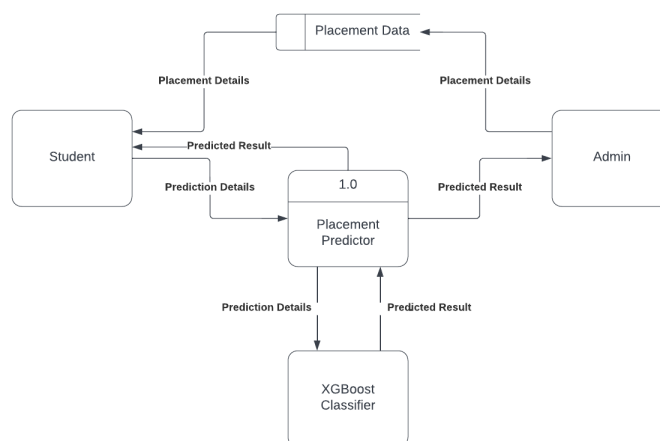 Placement Data
Placement Details
Placement Details
Student
Predicted Result
Admin
Prediction Details
1.0
Predicted Result
Placement
Predictor
Prediction Details
Predicted Result
XGBoost
Classifier